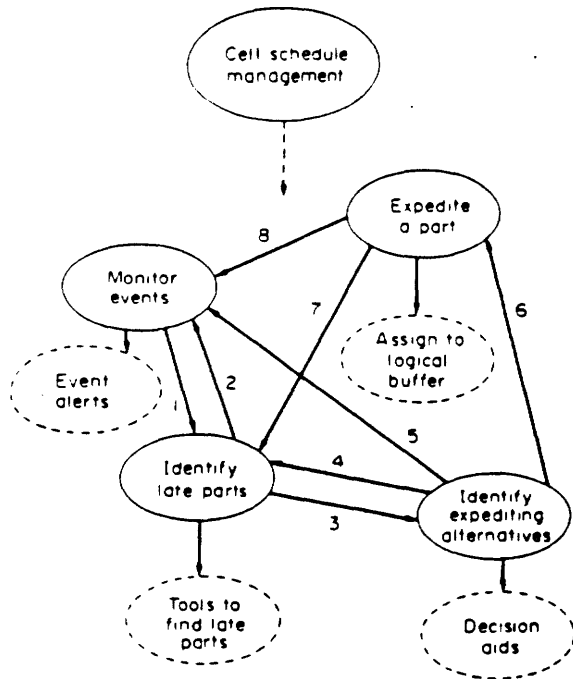 Cell schedule
management
Expedite
a part
8
Monitor
events
7
6
Assign to
logical
buffer
Event
alerts
1
2
5
Identify
late parts
4
3
Identify
expediting
alternatives
Tools to
find late
parts
Decision
aids